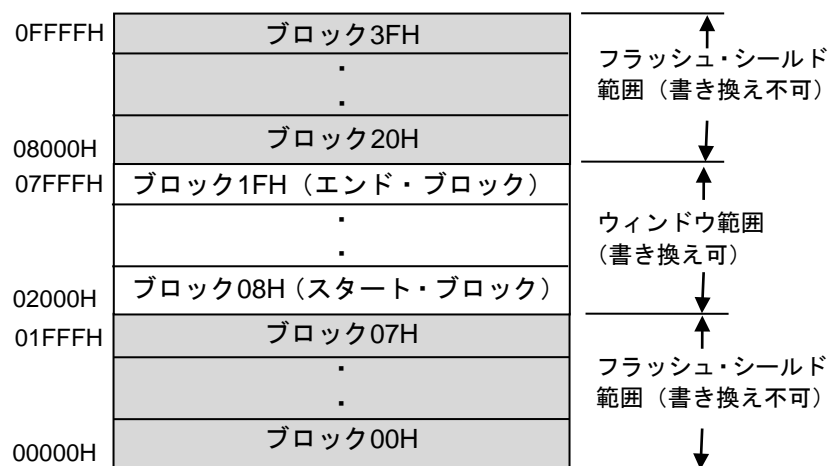 0FFFFH
ブロック3FH
・
・
フラッシュ・シールド
範囲（書き換え不可）
ブロック20H
08000H
07FFFH
ブロック1FH（エンド・ブロック）
・
・
ウィンドウ範囲
（書き換え可）
ブロック08H（スタート・ブロック）
02000H
01FFFH
ブロック07H
・
・
フラッシュ・シールド
範囲（書き換え不可）
ブロック00H
00000H